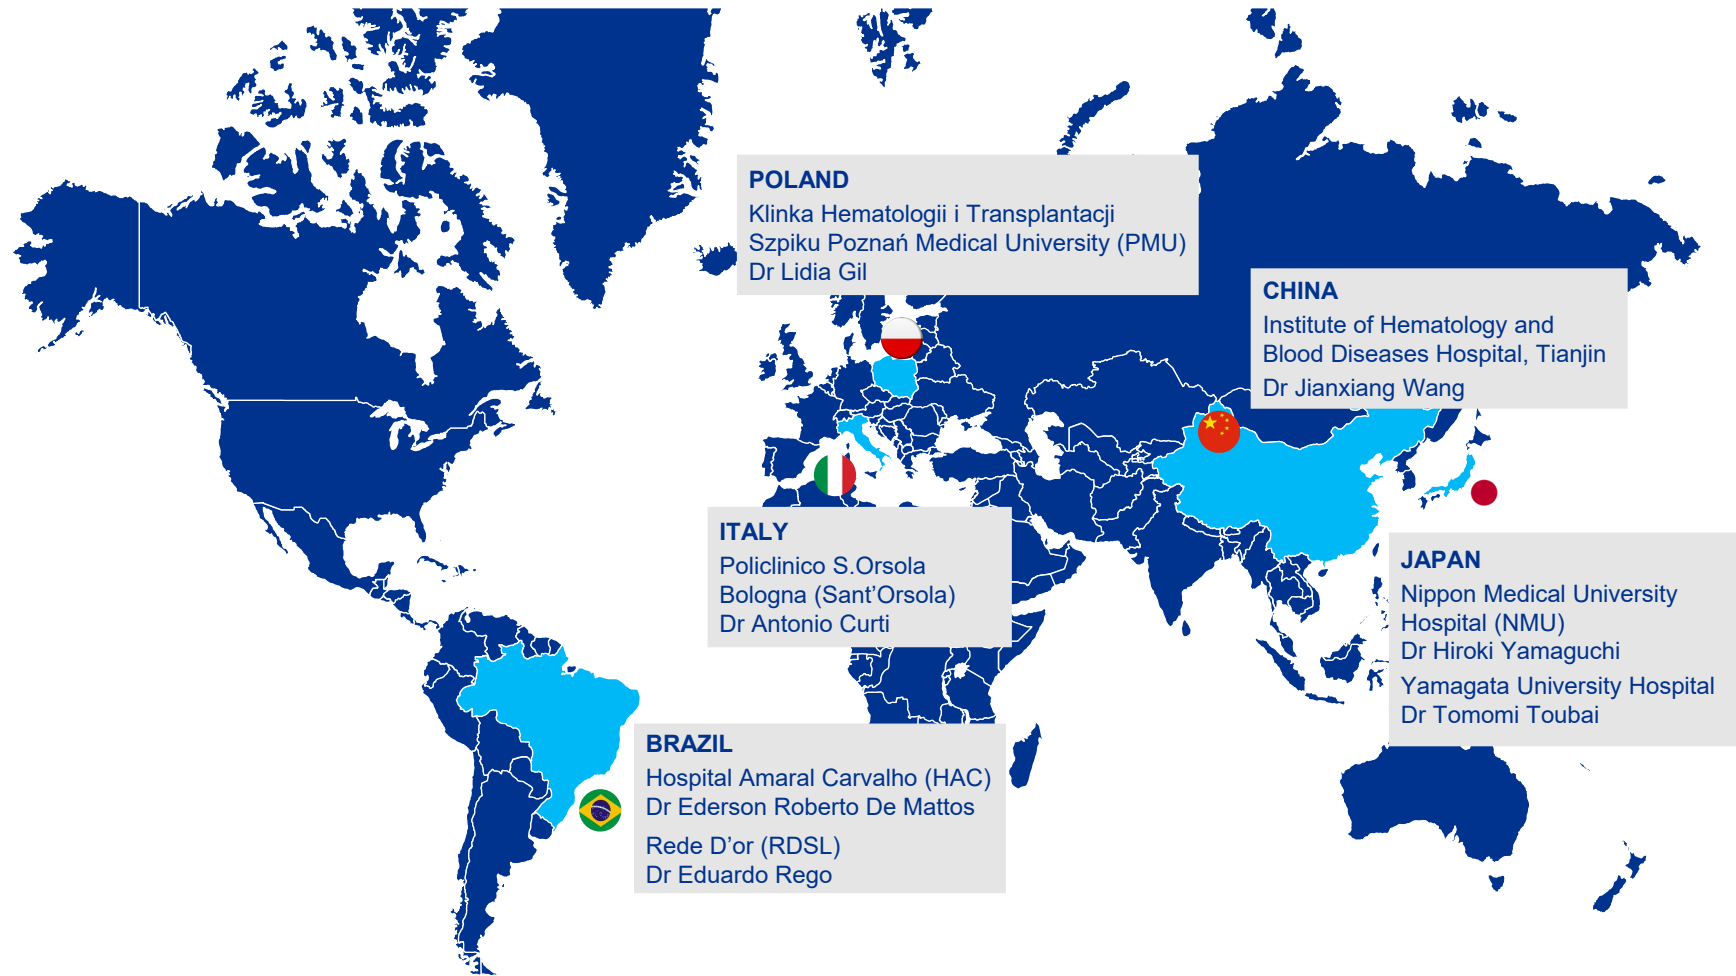 POLAND
Klinka Hematologii i Transplantacji
Szpiku Poznań Medical University (PMU)
Dr Lidia Gil
CHINA
Institute of Hematology and
Blood Diseases Hospital, Tianjin
Dr Jianxiang Wang
ITALY
Policlinico S.Orsola
Bologna (Sant’Orsola)
Dr Antonio Curti
JAPAN
Nippon Medical University
Hospital (NMU)
Dr Hiroki Yamaguchi
Yamagata University Hospital
Dr Tomomi Toubai
BRAZIL
Hospital Amaral Carvalho (HAC)
Dr Ederson Roberto De Mattos
Rede D’or (RDSL)
Dr Eduardo Rego